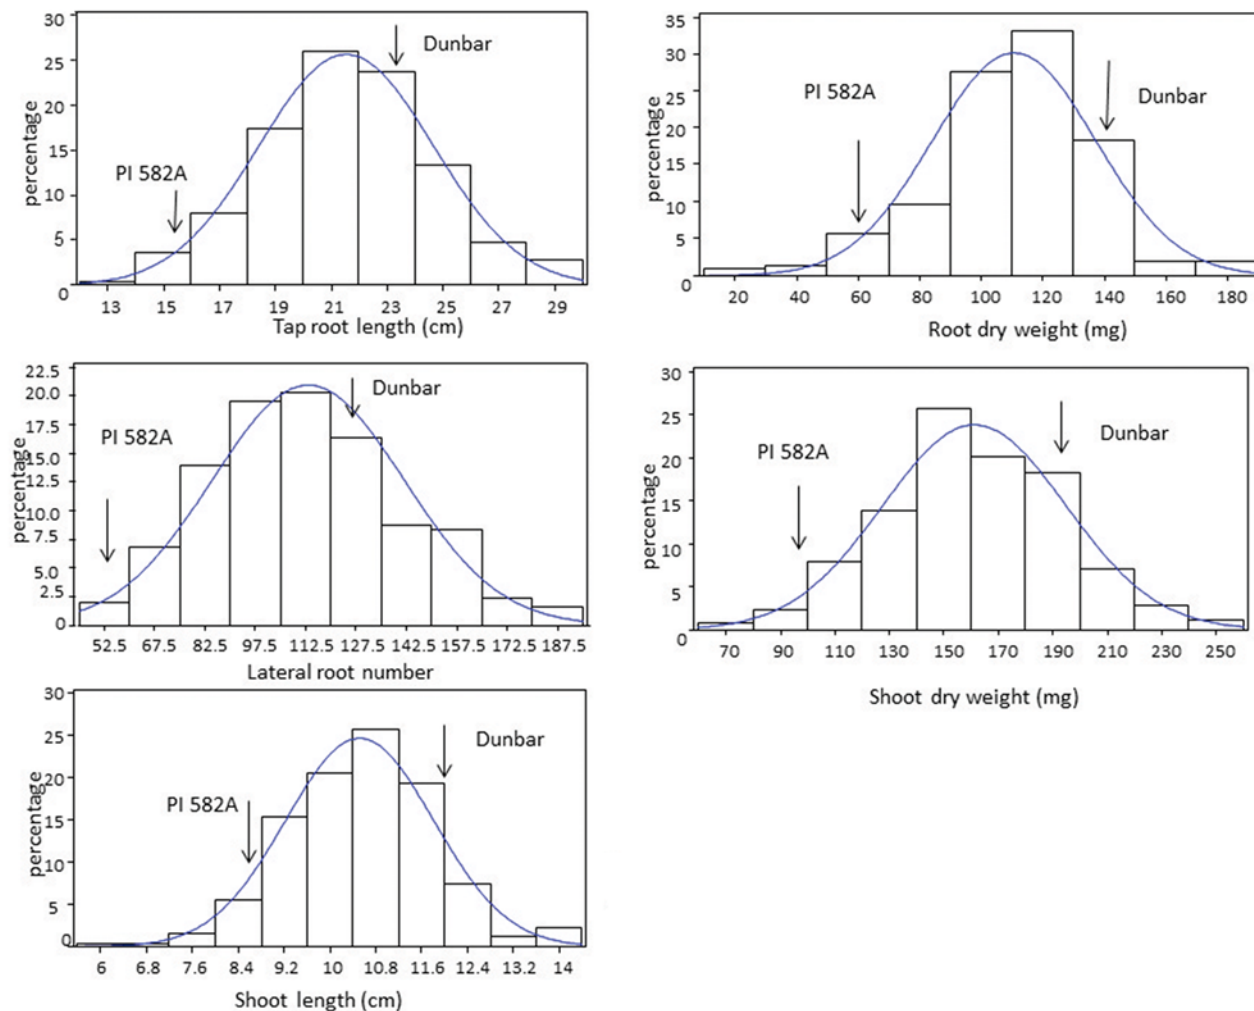 30
25
20
15
10
5
0
percentage
PI 582A
Dunbar
13 15 17 19 21 23 25 27 29
Tap root length (cm)
35
30
25
20
15
10
5
0
percentage
PI 582A
Dunbar
20 40 60 80 100 120 140 160 180
Root dry weight (mg)
22.5
20.0
17.5
15.0
12.5
10.0
7.5
5.0
2.5
0
percentage
PI 582A
Dunbar
52.5 67.5 82.5 97.5 112.5 127.5 142.5 157.5 172.5 187.5
Lateral root number
30
25
20
15
10
5
0
percentage
PI 582A
Dunbar
70 90 110 130 150 170 190 210 230 250
Shoot dry weight (mg)
30
25
20
15
10
5
0
percentage
PI 582A
Dunbar
6 6.8 7.6 8.4 9.2 10 10.8 11.6 12.4 13.2 14
Shoot length (cm)